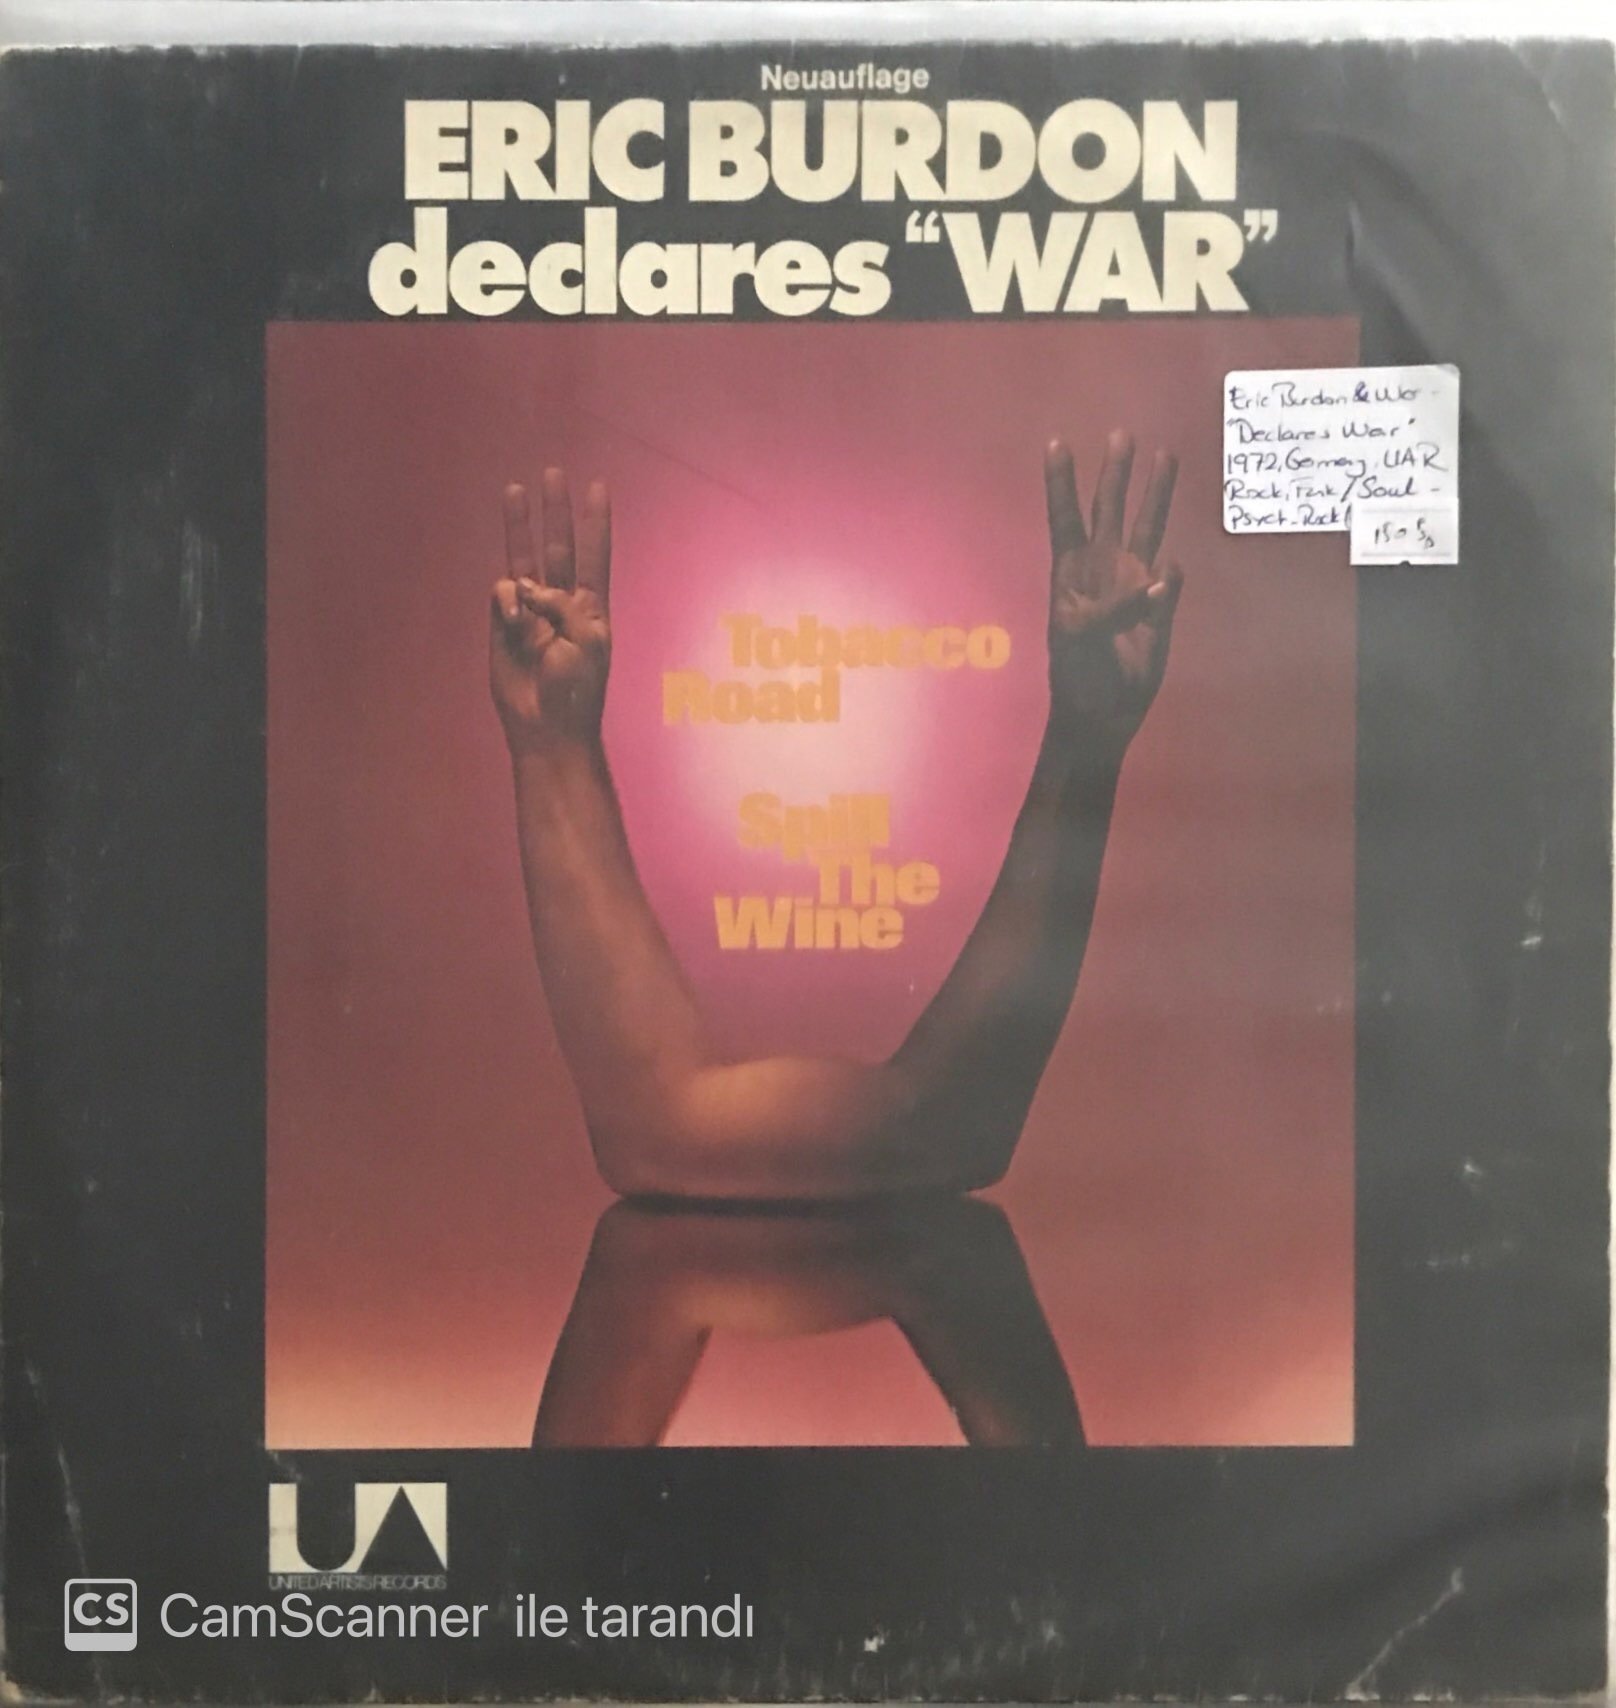 Neuauflage
ERIC BURDON
declares “WAR”
Eric Burdon & War -
"Declares War"
1972, Germany, UAR
Rock, Funk / Soul -
Psych. Rock
Tobacco
Road
Spill
The
Wine
UA
UNITED ARTISTS RECORDS
CS CamScanner ile tarandı